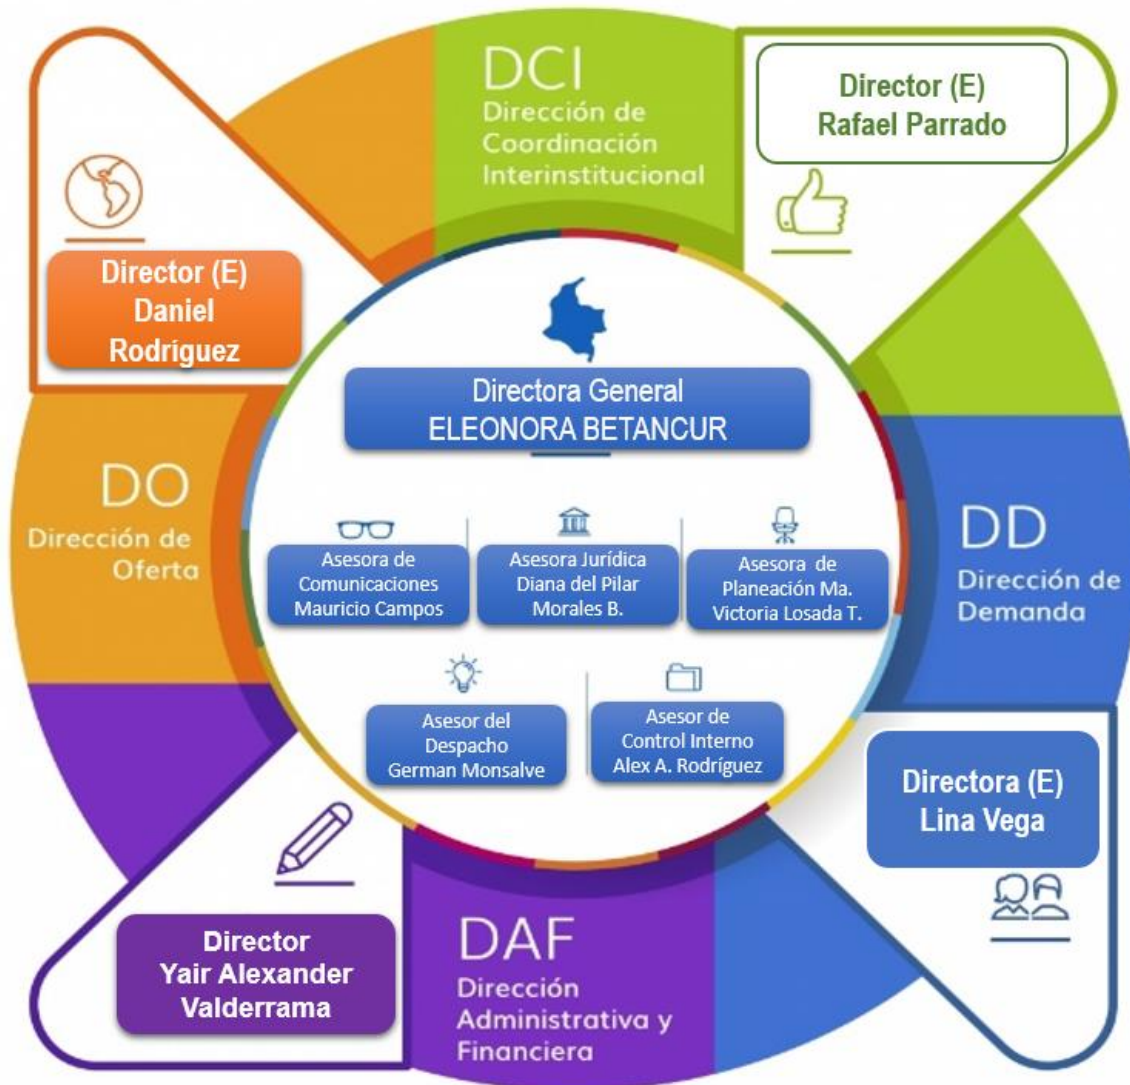 DCI
Dirección de
Coordinación
Interinstitucional
Director (E)
Rafael Parrado
Director (E)
Daniel
Rodríguez
Directora General
ELEONORA BETANCUR
DO
Dirección de
Oferta
DD
Dirección de
Demanda
Asesora de
Comunicaciones
Mauricio Campos
Asesora Jurídica
Diana del Pilar
Morales B.
Asesora de
Planeación Ma.
Victoria Losada T.
Asesor del
Despacho
German Monsalve
Asesor de
Control Interno
Alex A. Rodríguez
Directora (E)
Lina Vega
Director
Yair Alexander
Valderrama
DAF
Dirección
Administrativa y
Financiera